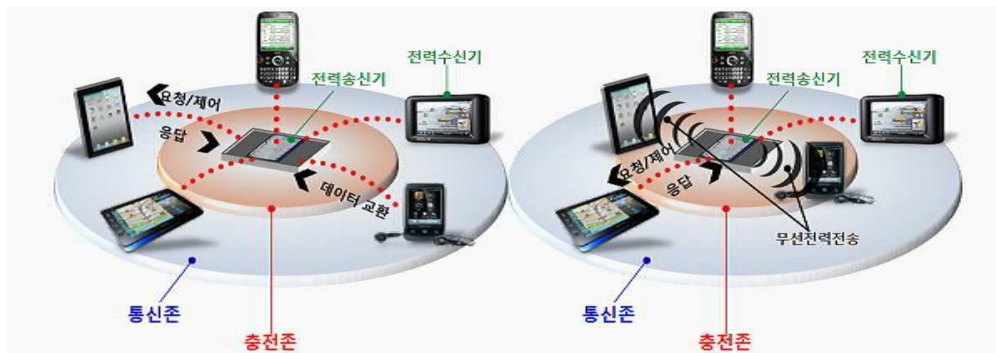 전력수신기
전력송신기
요청/제어
응답
데이터 교환
통신존
충전존
전력수신기
전력송신기
요청/제어
응답
무선전력전송
통신존
충전존